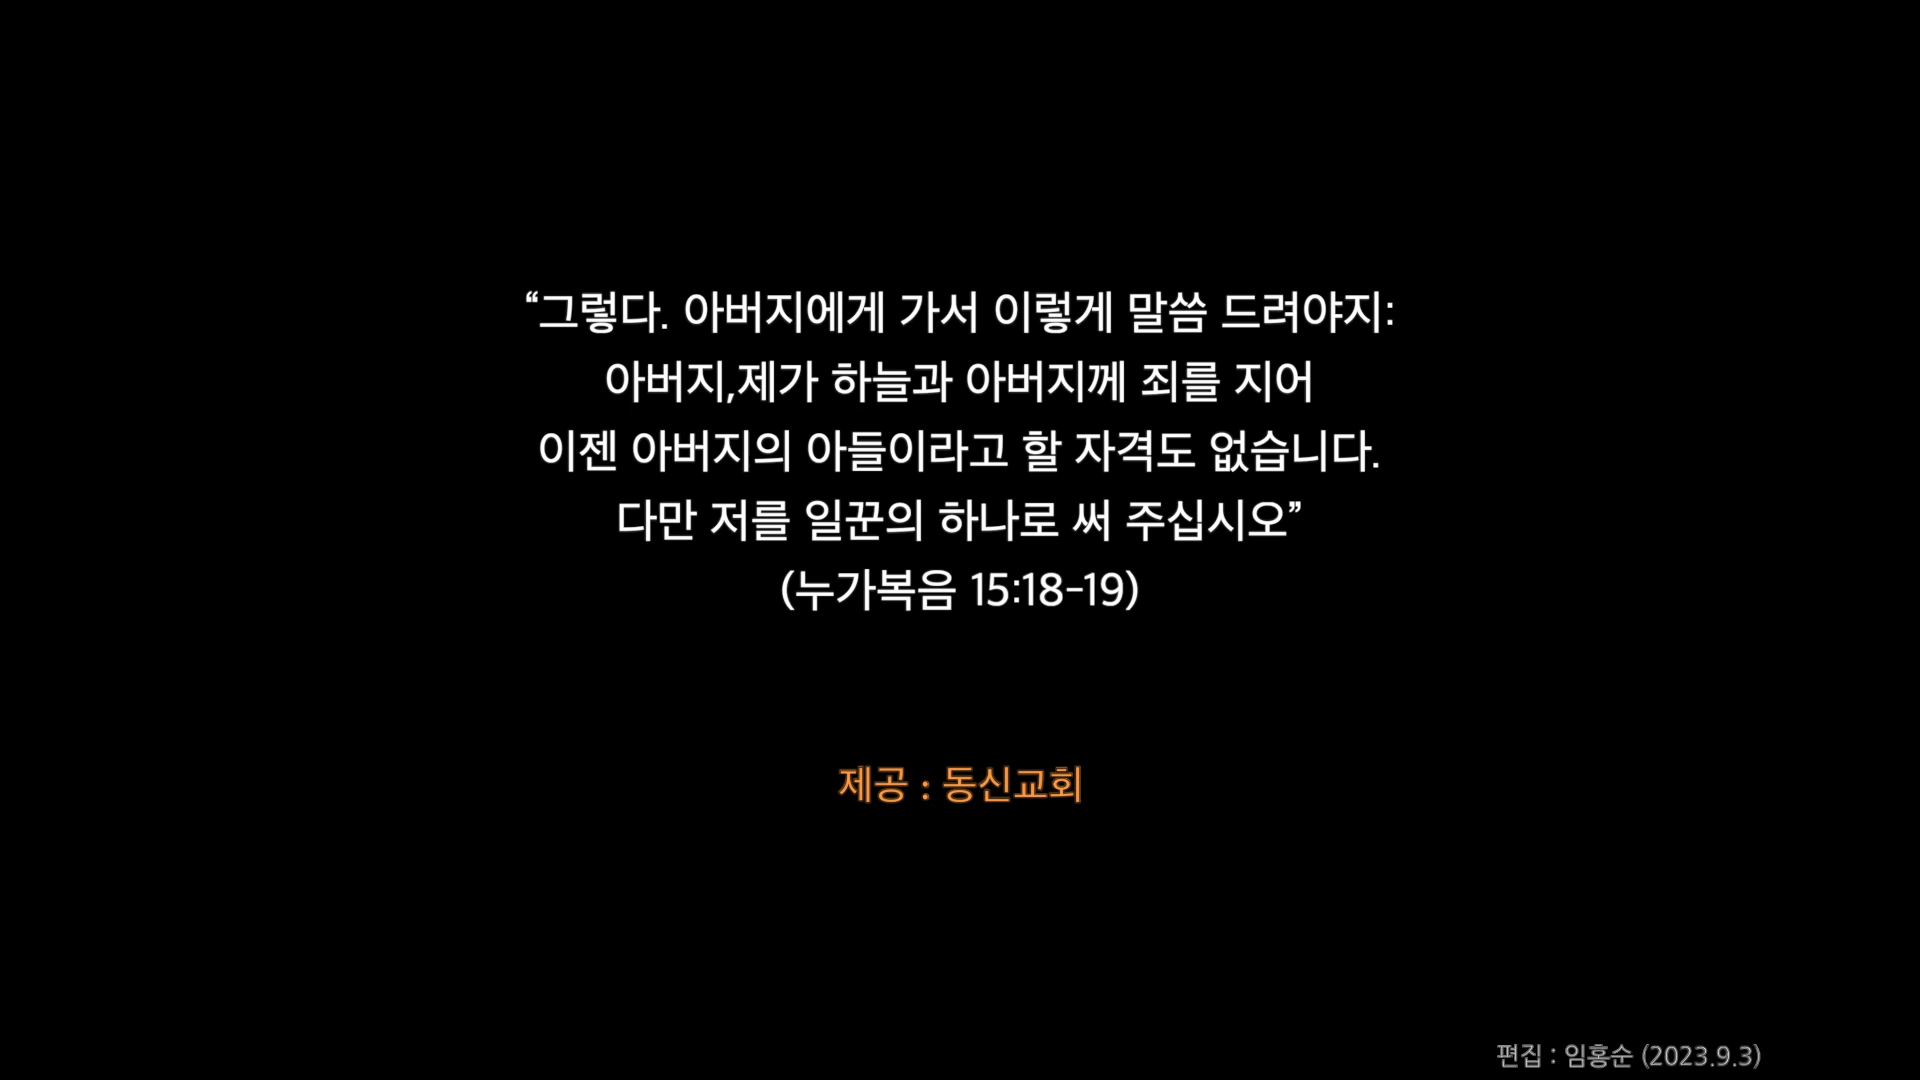 “그렇다. 아버지에게 가서 이렇게 말씀 드려야지:
아버지,제가 하늘과 아버지께 죄를 지어
이젠 아버지의 아들이라고 할 자격도 없습니다.
다만 저를 일꾼의 하나로 써 주십시오”
(누가복음 15:18-19)
제공 : 동신교회
편집 : 임홍순 (2023.9.3)